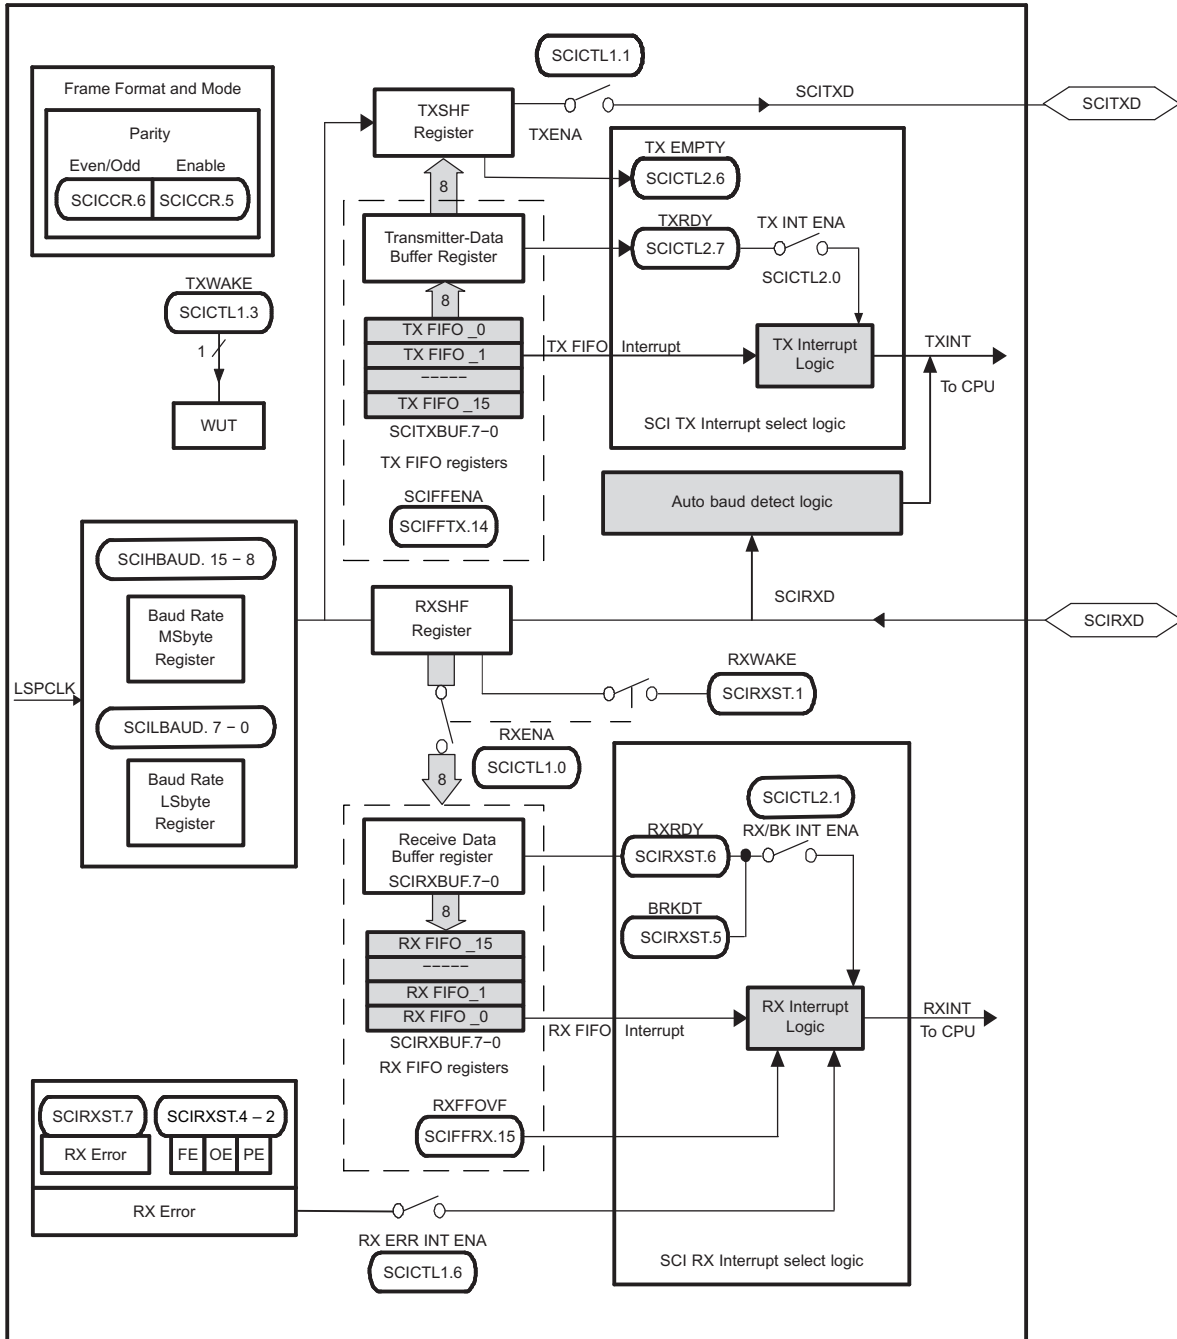 SCICTL1.1
Frame Format and Mode
Parity
Even/Odd Enable
SCICCR.6 SCICCR.5
TXSHF
Register
TXENA
SCITXD
SCITXD
TX EMPTY
SCICTL2.6
8
Transmitter-Data
Buffer Register
TXRDY
SCICTL2.7
TX INT ENA
SCICTL2.0
TXWAKE
SCICTL1.3
1
WUT
8
TX FIFO _0
TX FIFO _1
-----
TX FIFO _15
SCITXBUF.7-0
TX FIFO registers
SCIFFENA
SCIFFTX.14
TX FIFO Interrupt
TX Interrupt
Logic
TXINT
To CPU
SCI TX Interrupt select logic
Auto baud detect logic
LSPCLK
SCIHBAUD. 15 - 8
Baud Rate
MSbyte
Register
SCILBAUD. 7 - 0
Baud Rate
LSbyte
Register
RXSHF
Register
SCIRXD
SCIRXD
RXWAKE
SCIRXST.1
RXENA
SCICTL1.0
8
Receive Data
Buffer register
SCIRXBUF.7-0
8
RX FIFO _15
-----
RX FIFO_1
RX FIFO _0
SCIRXBUF.7-0
RX FIFO registers
RXFFOVF
SCIFFRX.15
SCICTL2.1
RX/BK INT ENA
RXRDY
SCIRXST.6
BRKDT
SCIRXST.5
RX FIFO Interrupt
RX Interrupt
Logic
RXINT
To CPU
SCI RX Interrupt select logic
SCIRXST.7 SCIRXST.4 – 2
RX Error FE OE PE
RX Error
RX ERR INT ENA
SCICTL1.6